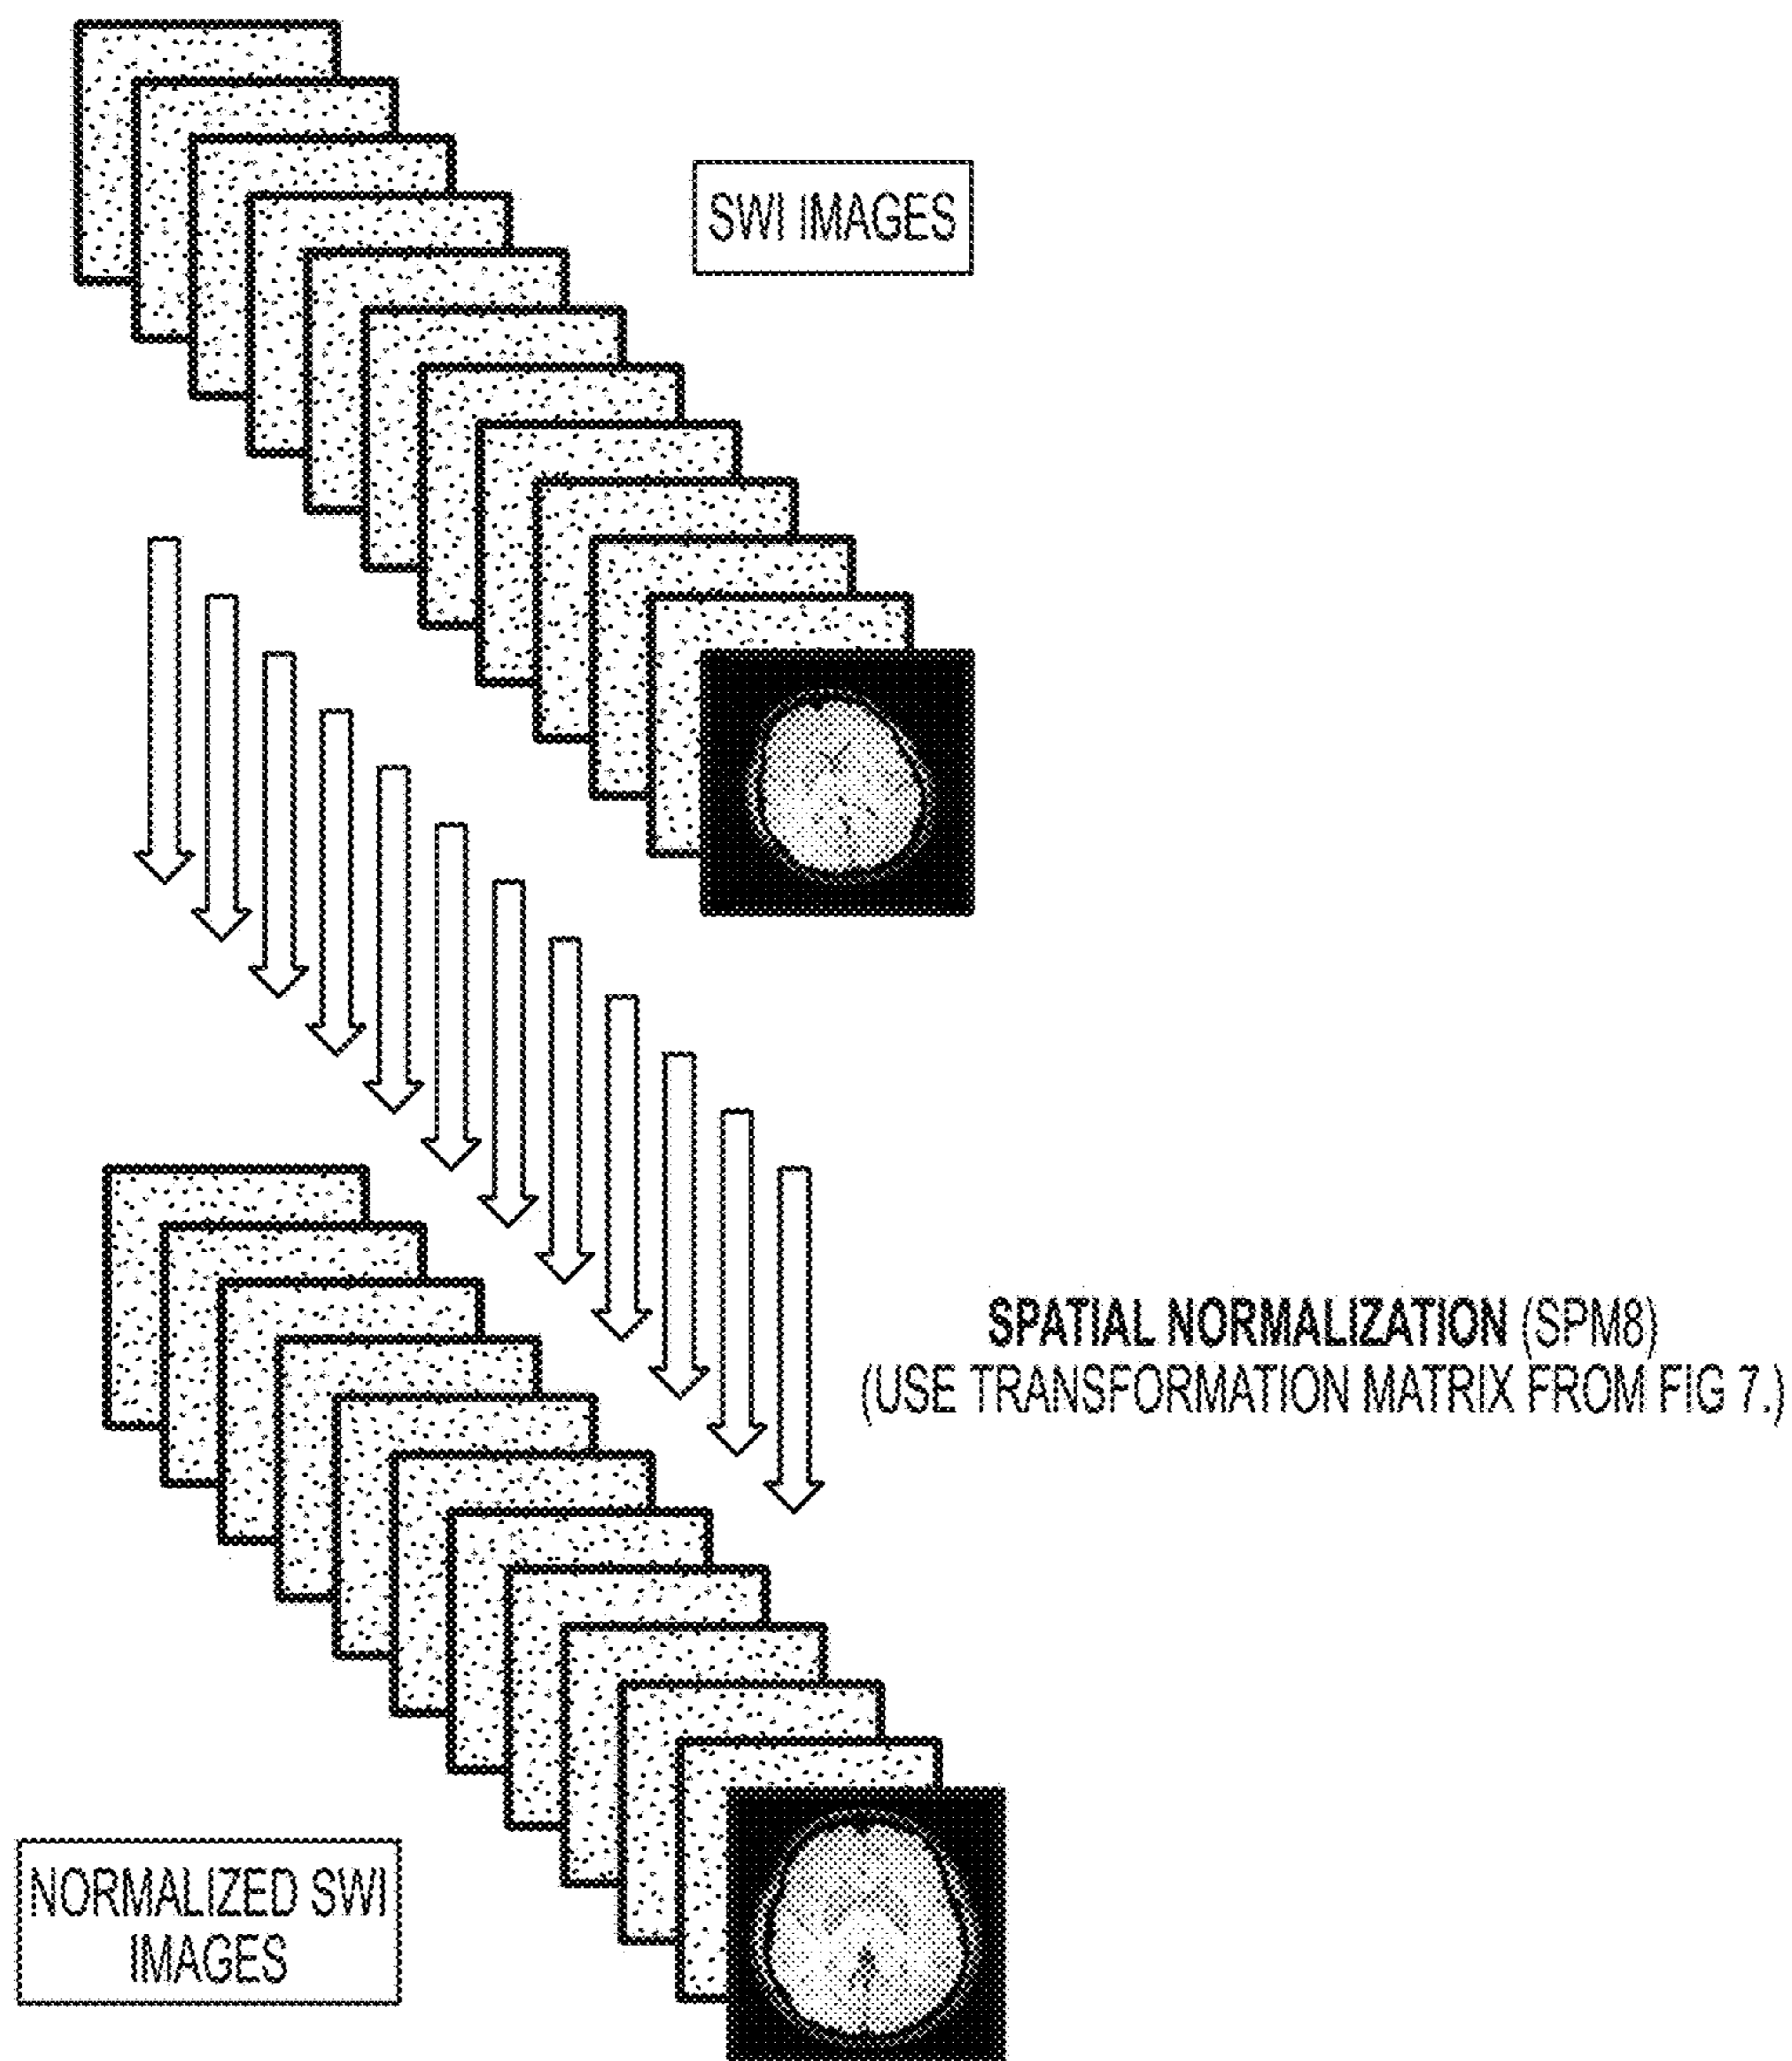 SWI IMAGES
SPATIAL NORMALIZATION (SPM8)
(USE TRANSFORMATION MATRIX FROM FIG 7.)
NORMALIZED SWI
IMAGES